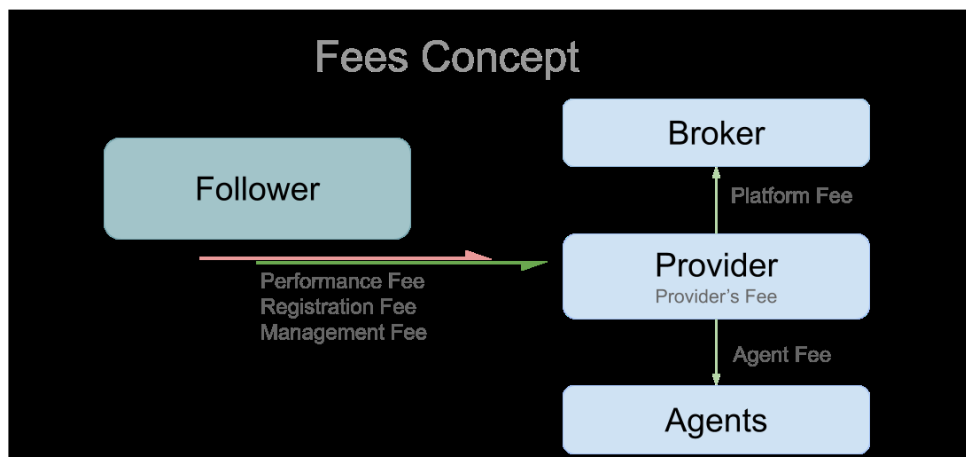 Fees Concept
Broker
Follower
Platform Fee
Provider
Provider's Fee
Performance Fee
Registration Fee
Management Fee
Agent Fee
Agents